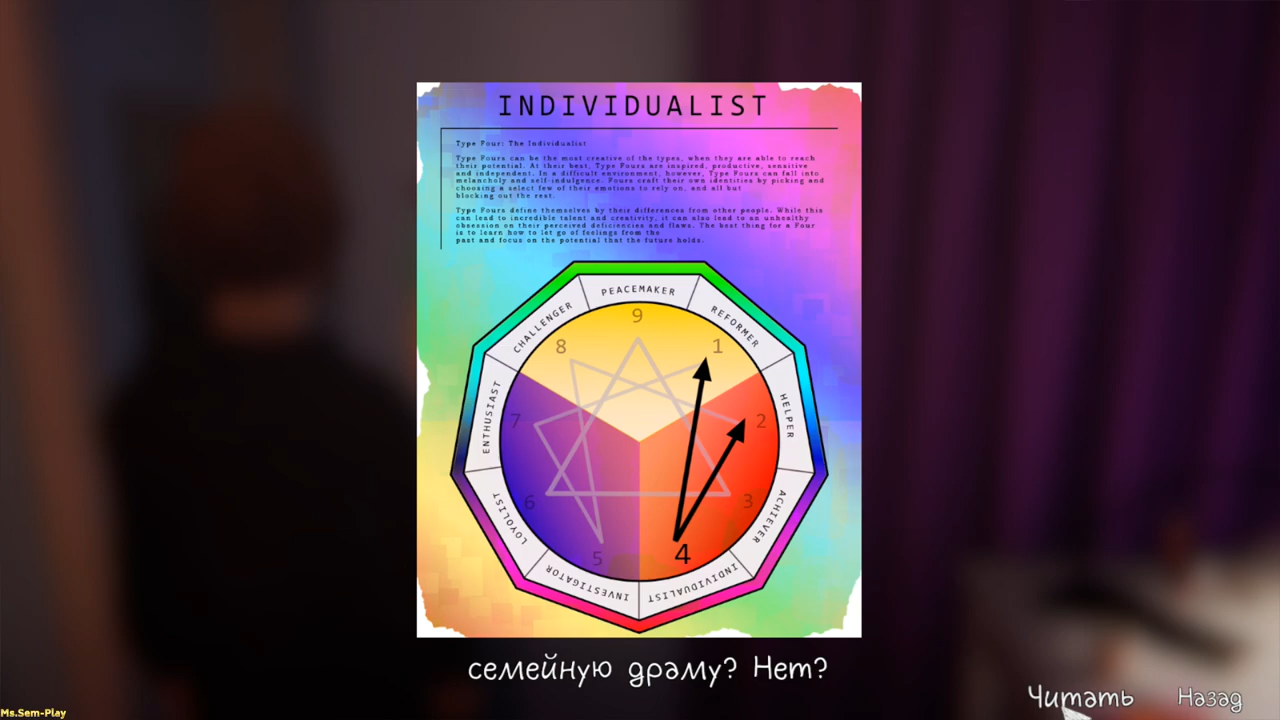 INDIVIDUALIST
Type Four: The Individualist
Type Fours can be the most creative of the types, when they are able to reach
their potential. At their best, Type Fours are inspired, productive, sensitive
and independent. In a difficult environment, however, Type Fours can fall into
melancholy and self-indulgence. Fours craft their own identities by picking and
choosing a select few of their emotions to rely on, and all but
blocking out the rest.
Type Fours define themselves by their differences from other people. While this
can lead to incredible talent and creativity, it can also lead to an unhealthy
obsession on their perceived deficiencies and flaws. The best thing for a Four
is to learn how to let go of feelings from the
past and focus on the potential that the future holds.
PEACEMAKER
REFORMER
HELPER
ACHIEVER
INDIVIDUALIST
INVESTIGATOR
LOYOLIST
ENTHUSIAST
CHALLENGER
9
1
2
3
4
5
6
7
8
семейную драму? Нет?
Читать
Назад
Ms.Sem-Play